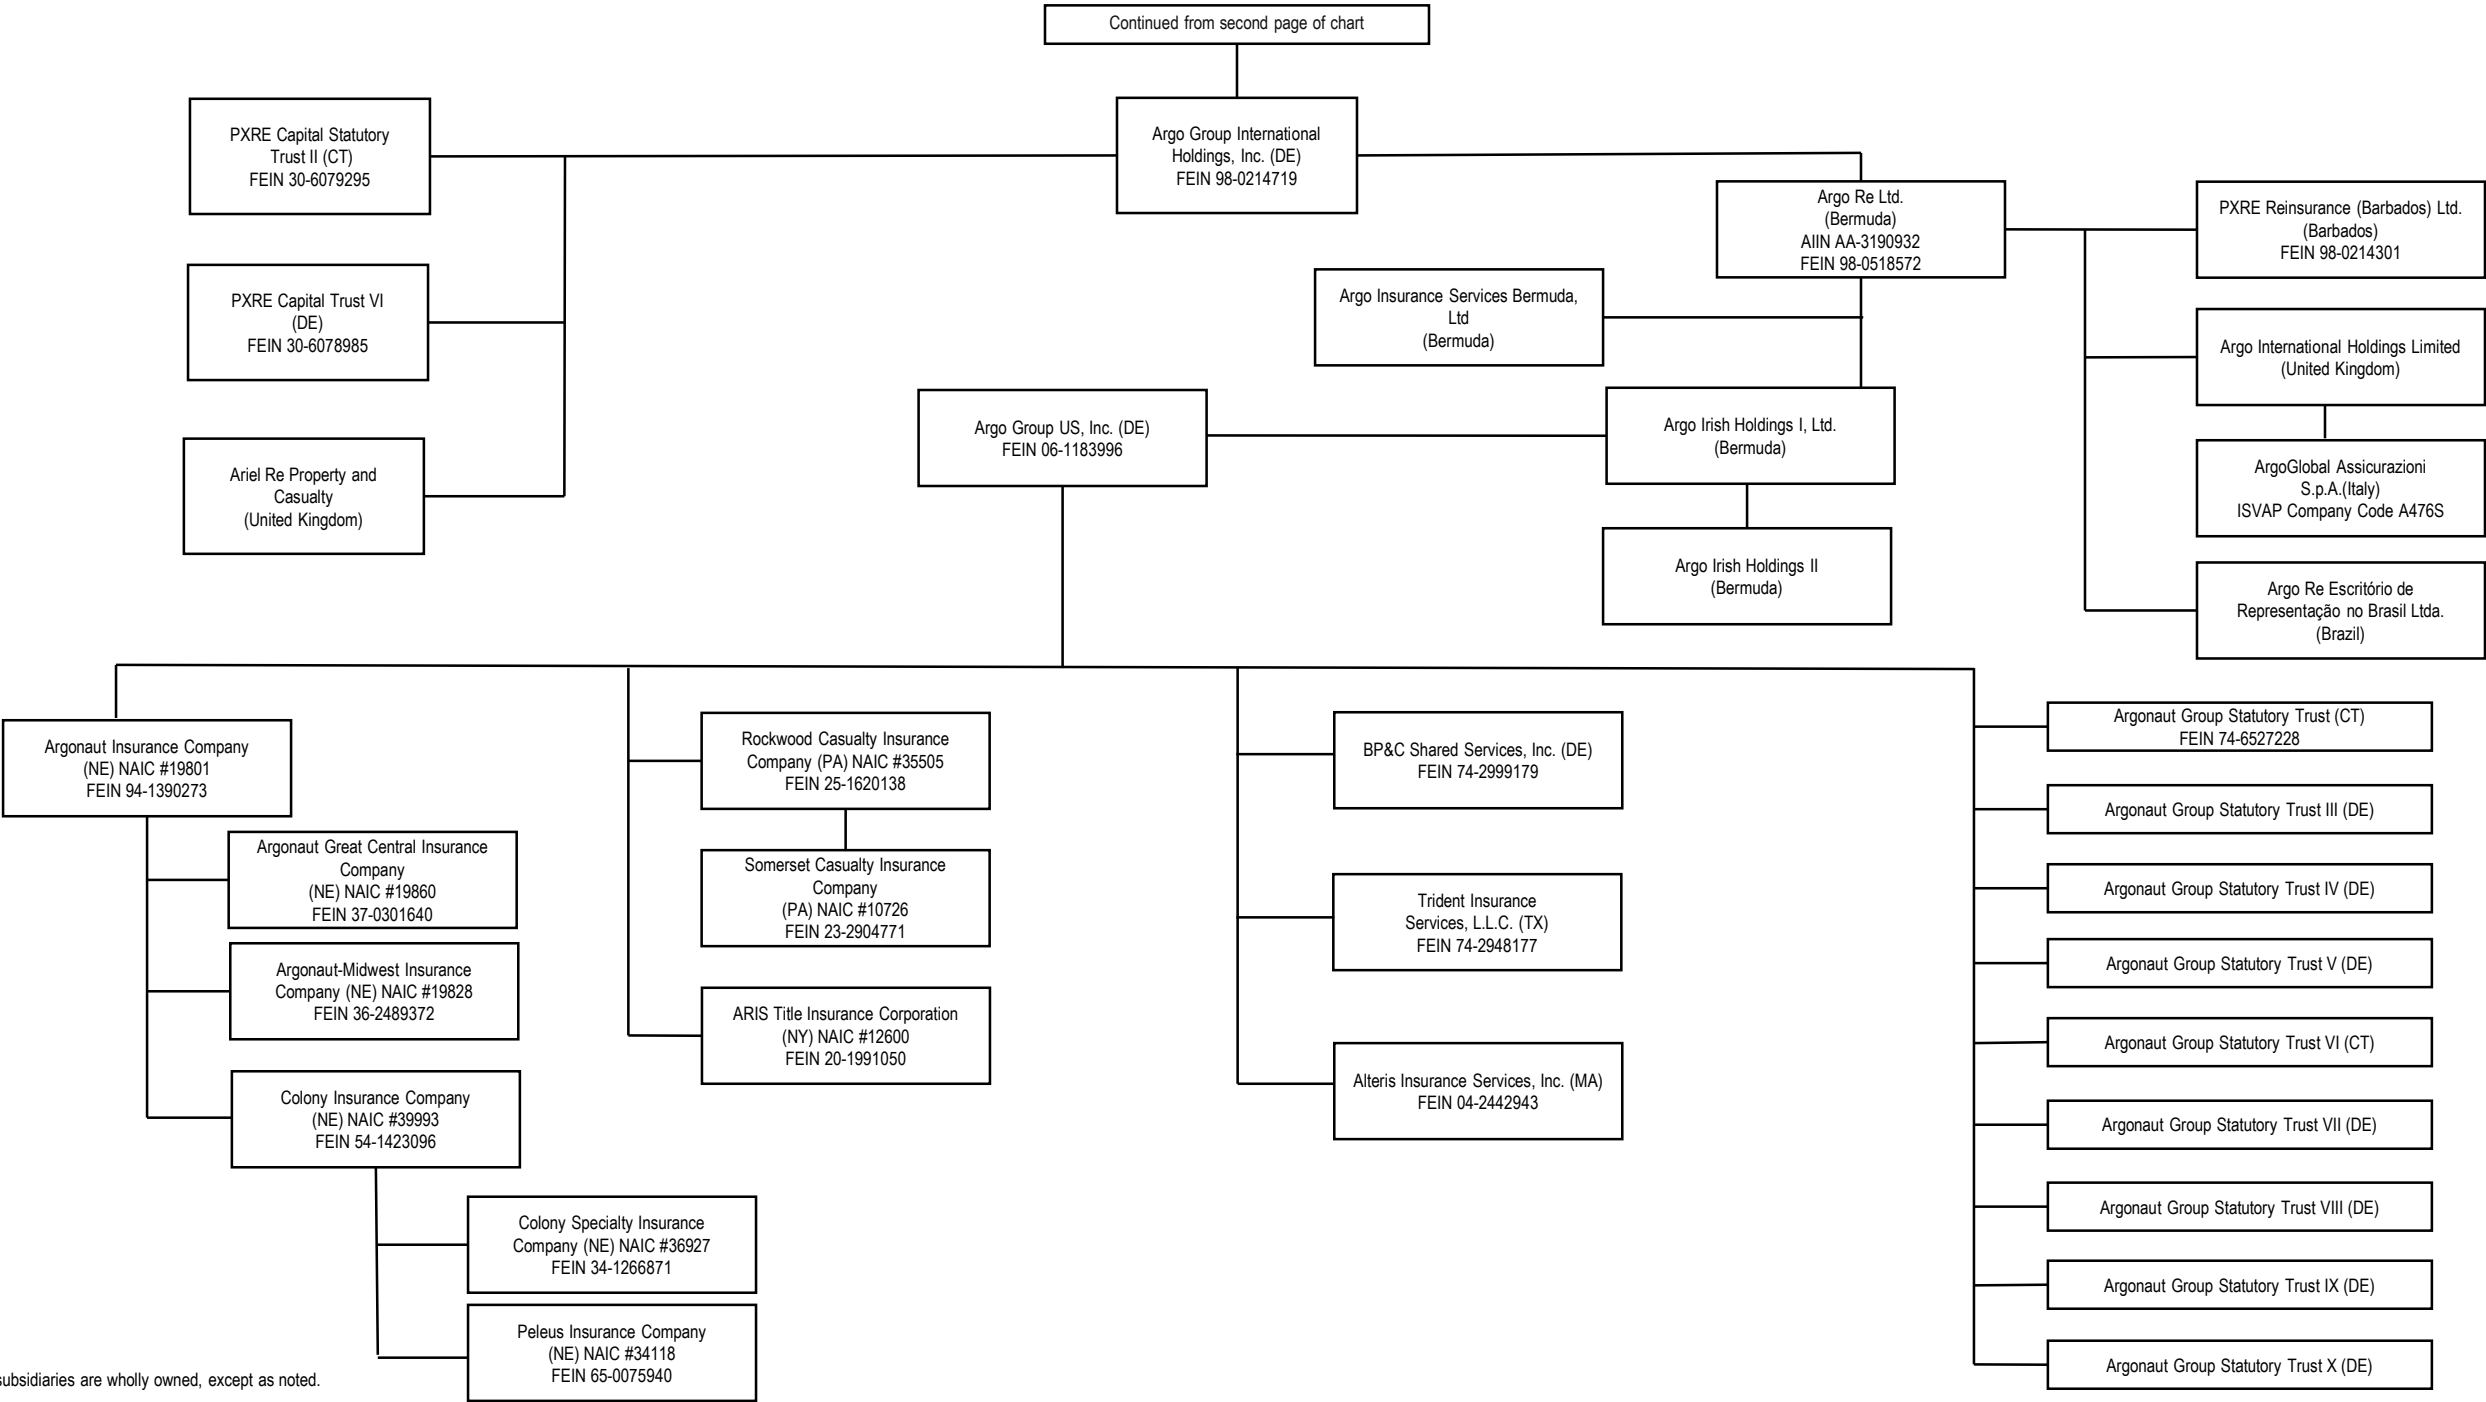 Continued from second page of chart
PXRE Capital Statutory
Trust II (CT)
FEIN 30-6079295
Argo Group International
Holdings, Inc. (DE)
FEIN 98-0214719
Argo Re Ltd.
(Bermuda)
AIIN AA-3190932
FEIN 98-0518572
PXRE Reinsurance (Barbados) Ltd.
(Barbados)
FEIN 98-0214301
PXRE Capital Trust VI
(DE)
FEIN 30-6078985
Argo Insurance Services Bermuda,
Ltd
(Bermuda)
Argo International Holdings Limited
(United Kingdom)
Argo Group US, Inc. (DE)
FEIN 06-1183996
Argo Irish Holdings I, Ltd.
(Bermuda)
Ariel Re Property and
Casualty
(United Kingdom)
ArgoGlobal Assicurazioni
S.p.A.(Italy)
ISVAP Company Code A476S
Argo Irish Holdings II
(Bermuda)
Argo Re Escritório de
Representação no Brasil Ltda.
(Brazil)
Argonaut Insurance Company
(NE) NAIC #19801
FEIN 94-1390273
Argonaut Great Central Insurance
Company
(NE) NAIC #19860
FEIN 37-0301640
Argonaut-Midwest Insurance
Company (NE) NAIC #19828
FEIN 36-2489372
Colony Insurance Company
(NE) NAIC #39993
FEIN 54-1423096
Colony Specialty Insurance
Company (NE) NAIC #36927
FEIN 34-1266871
Peleus Insurance Company
(NE) NAIC #34118
FEIN 65-0075940
Rockwood Casualty Insurance
Company (PA) NAIC #35505
FEIN 25-1620138
Somerset Casualty Insurance
Company
(PA) NAIC #10726
FEIN 23-2904771
ARIS Title Insurance Corporation
(NY) NAIC #12600
FEIN 20-1991050
BP&C Shared Services, Inc. (DE)
FEIN 74-2999179
Trident Insurance
Services, L.L.C. (TX)
FEIN 74-2948177
Alteris Insurance Services, Inc. (MA)
FEIN 04-2442943
Argonaut Group Statutory Trust (CT)
FEIN 74-6527228
Argonaut Group Statutory Trust III (DE)
Argonaut Group Statutory Trust IV (DE)
Argonaut Group Statutory Trust V (DE)
Argonaut Group Statutory Trust VI (CT)
Argonaut Group Statutory Trust VII (DE)
Argonaut Group Statutory Trust VIII (DE)
Argonaut Group Statutory Trust IX (DE)
Argonaut Group Statutory Trust X (DE)
subsidiaries are wholly owned, except as noted.